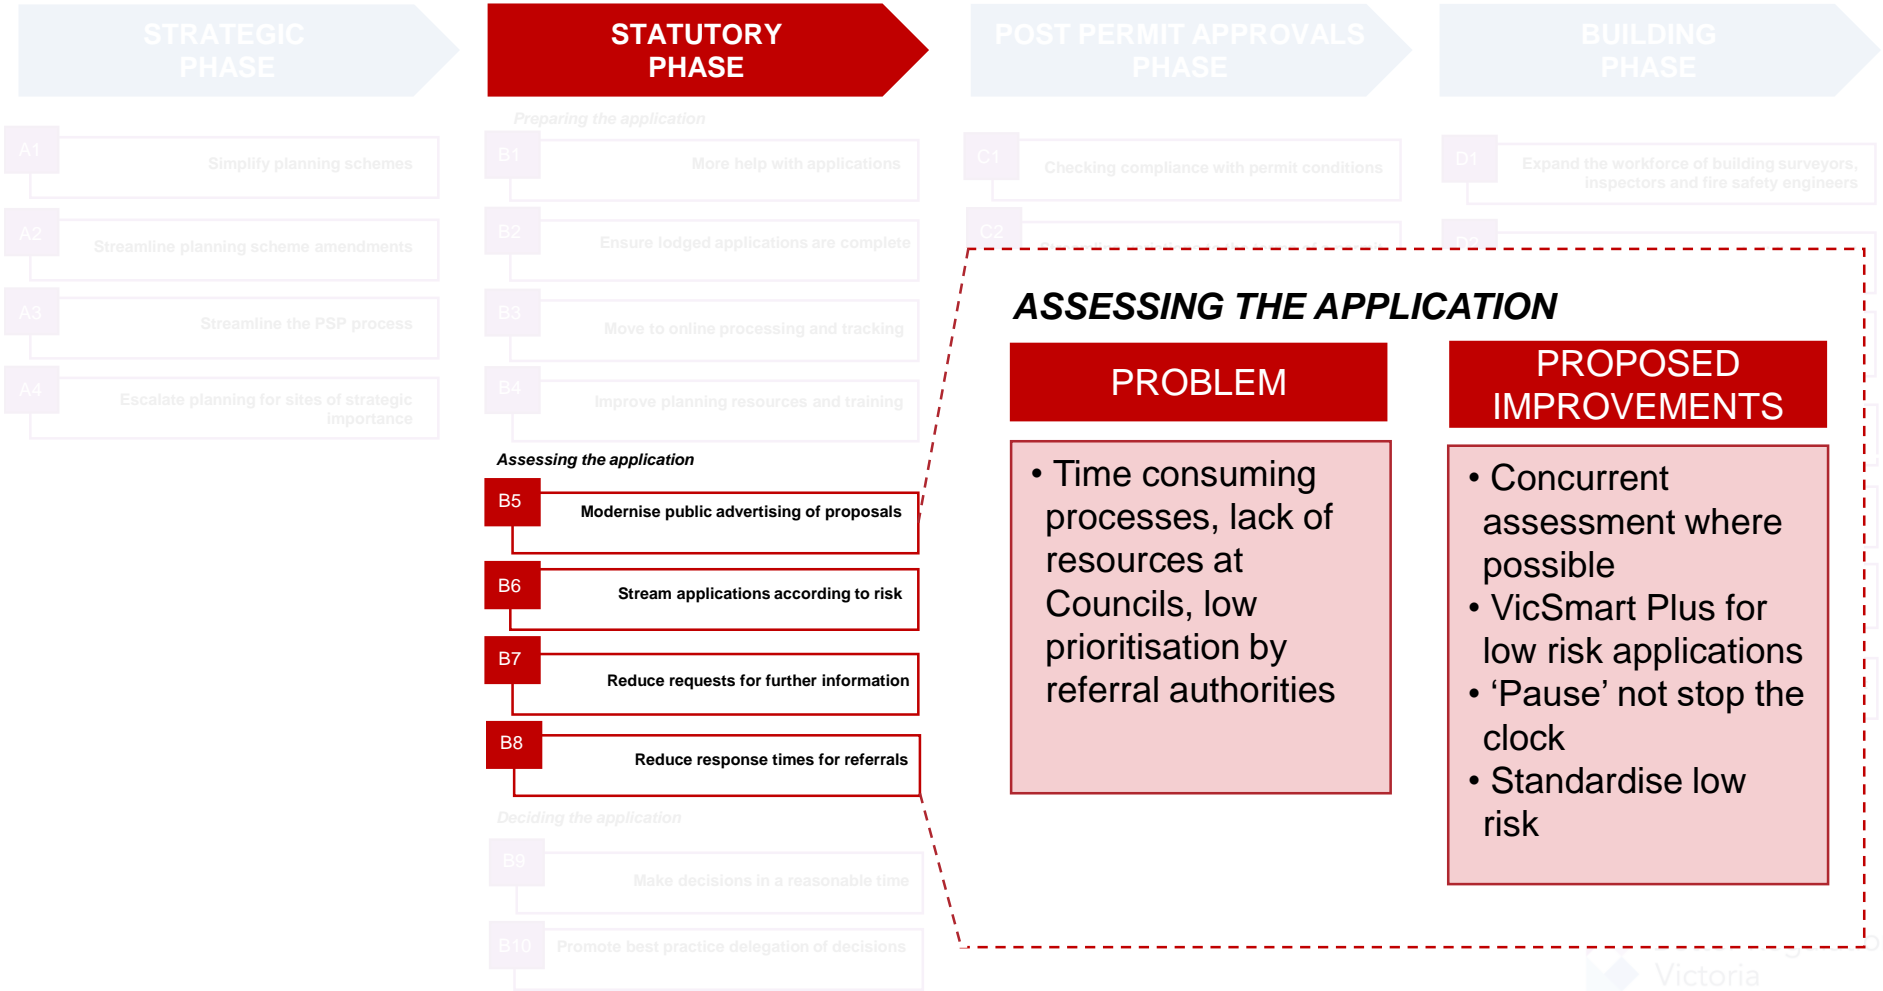 STRATEGIC
PHASE
STATUTORY
PHASE
POST PERMIT APPROVALS
PHASE
BUILDING
PHASE
A1
Simplify planning schemes
A2
Streamline planning scheme amendments
A3
Streamline the PSP process
A4
Escalate planning for sites of strategic
importance
Preparing the application
B1
More help with applications
B2
Ensure lodged applications are complete
B3
Move to online processing and tracking
B4
Improve planning resources and training
Assessing the application
B5
Modernise public advertising of proposals
B6
Stream applications according to risk
B7
Reduce requests for further information
B8
Reduce response times for referrals
Deciding the application
B9
Make decisions in a reasonable time
B10
Promote best practice delegation of decisions
C1
Checking compliance with permit conditions
C2
D1
Expand the workforce of building surveyors,
inspectors and fire safety engineers
D2
ASSESSING THE APPLICATION
PROBLEM
• Time consuming
processes, lack of
resources at
Councils, low
prioritisation by
referral authorities
PROPOSED
IMPROVEMENTS
• Concurrent
assessment where
possible
• VicSmart Plus for
low risk applications
• ‘Pause’ not stop the
clock
• Standardise low
risk
Victoria